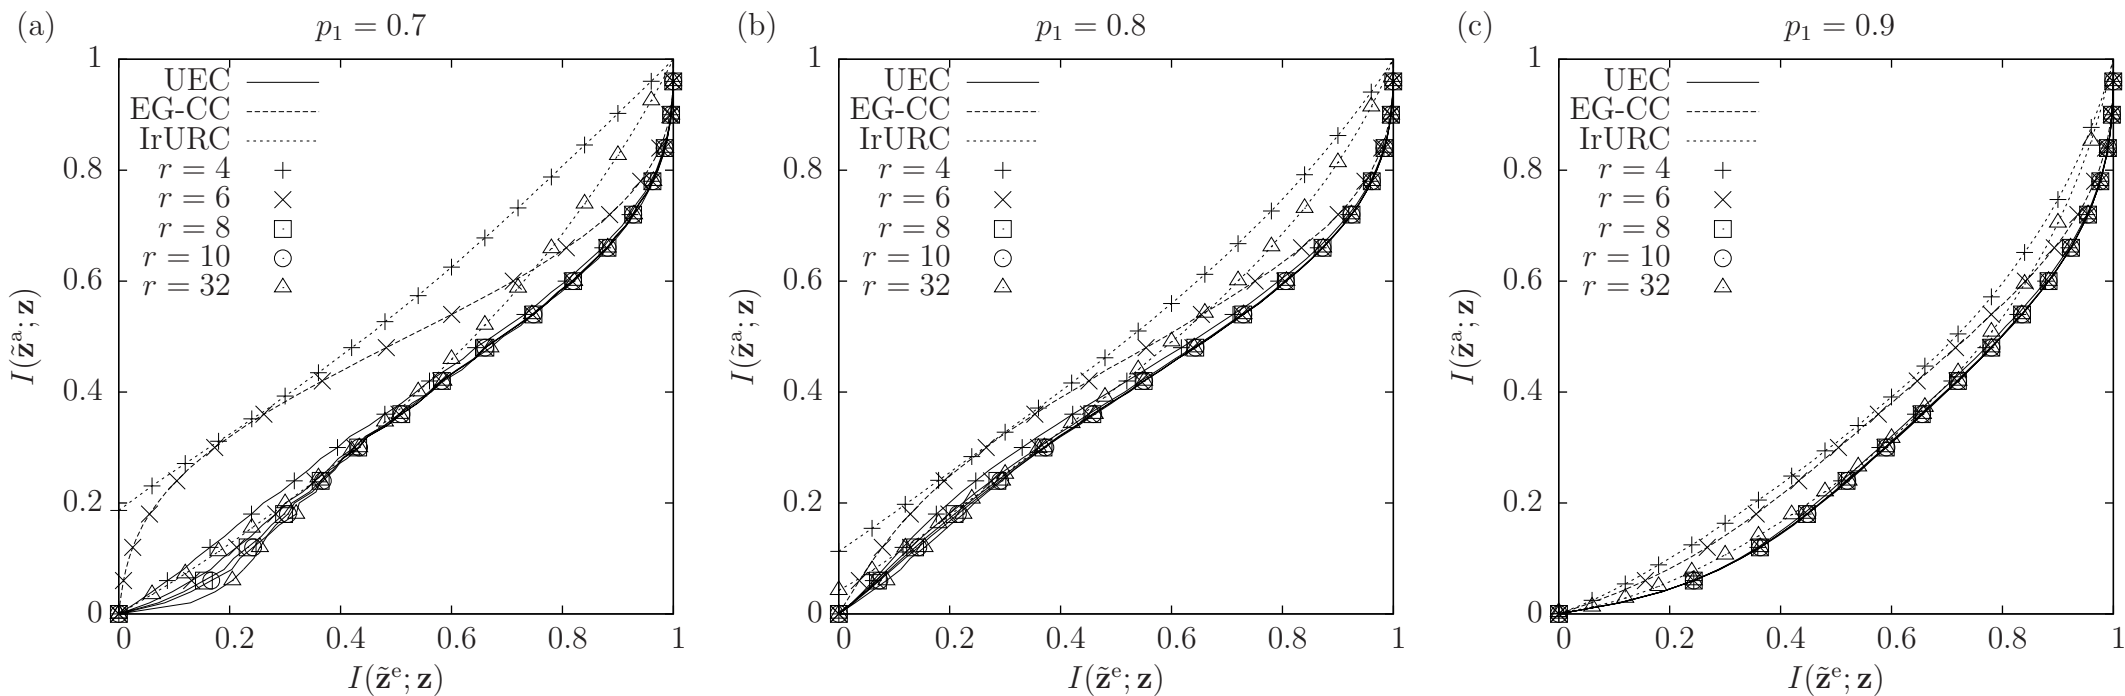 (a) p₁ = 0.7
1
0.8
0.6
0.4
0.2
0
0 0.2 0.4 0.6 0.8 1
I(z̃ᵃ; z)
I(z̃ᵉ; z)
UEC
EG-CC
IrURC
r = 4
r = 6
r = 8
r = 10
r = 32
(b) p₁ = 0.8
1
0.8
0.6
0.4
0.2
0
0 0.2 0.4 0.6 0.8 1
I(z̃ᵃ; z)
I(z̃ᵉ; z)
UEC
EG-CC
IrURC
r = 4
r = 6
r = 8
r = 10
r = 32
(c) p₁ = 0.9
1
0.8
0.6
0.4
0.2
0
0 0.2 0.4 0.6 0.8 1
I(z̃ᵃ; z)
I(z̃ᵉ; z)
UEC
EG-CC
IrURC
r = 4
r = 6
r = 8
r = 10
r = 32